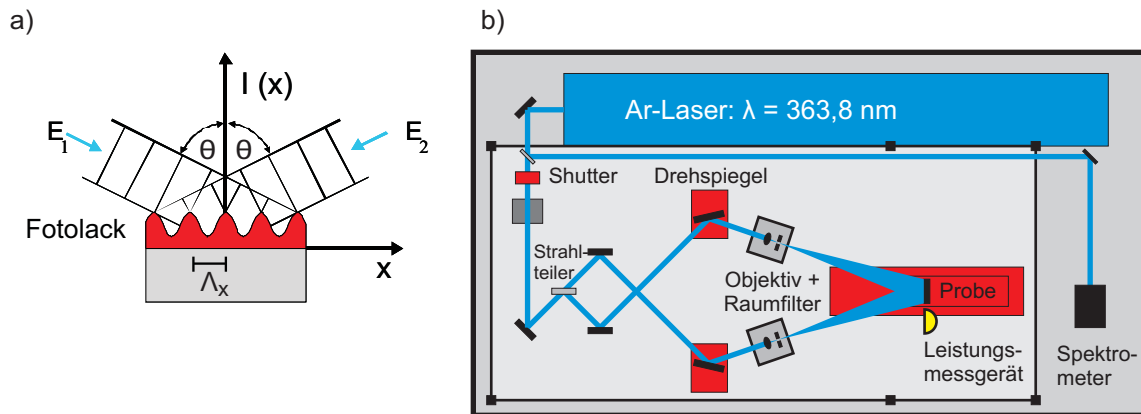 a)
I (x)
E1
θ θ
E2
Fotolack
x
Λx
b)
Ar-Laser: λ = 363,8 nm
Shutter
Drehspiegel
Strahl-
teiler
Objektiv +
Raumfilter
Probe
Leistungs-
messgerät
Spektro-
meter